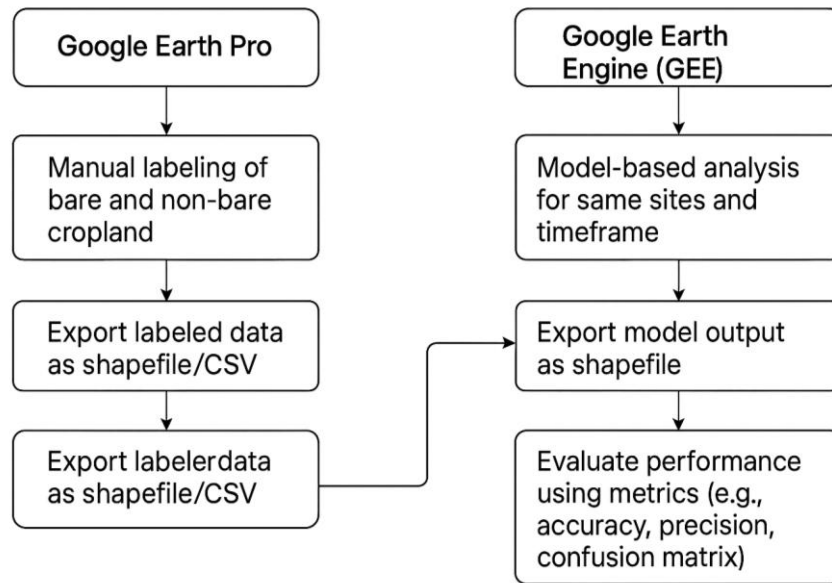 Google Earth Pro
Manual labeling of
bare and non-bare
cropland
Export labeled data
as shapefile/CSV
Export labelerdata
as shapefile/CSV
Google Earth
Engine (GEE)
Model-based analysis
for same sites and
timeframe
Export model output
as shapefile
Evaluate performance
using metrics (e.g.,
accuracy, precision,
confusion matrix)